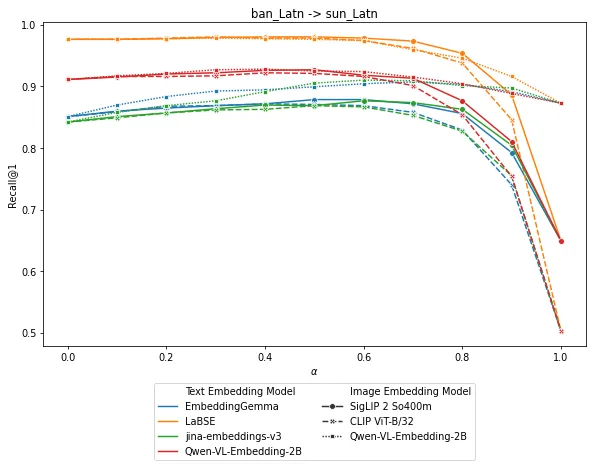 ban_Latn -> sun_Latn
1.0
0.9
0.8
0.7
0.6
0.5
Recall@1
0.0 0.2 0.4 0.6 0.8 1.0
α
Text Embedding Model
EmbeddingGemma
LaBSE
jina-embeddings-v3
Qwen-VL-Embedding-2B
Image Embedding Model
SigLIP 2 So400m
CLIP ViT-B/32
Qwen-VL-Embedding-2B